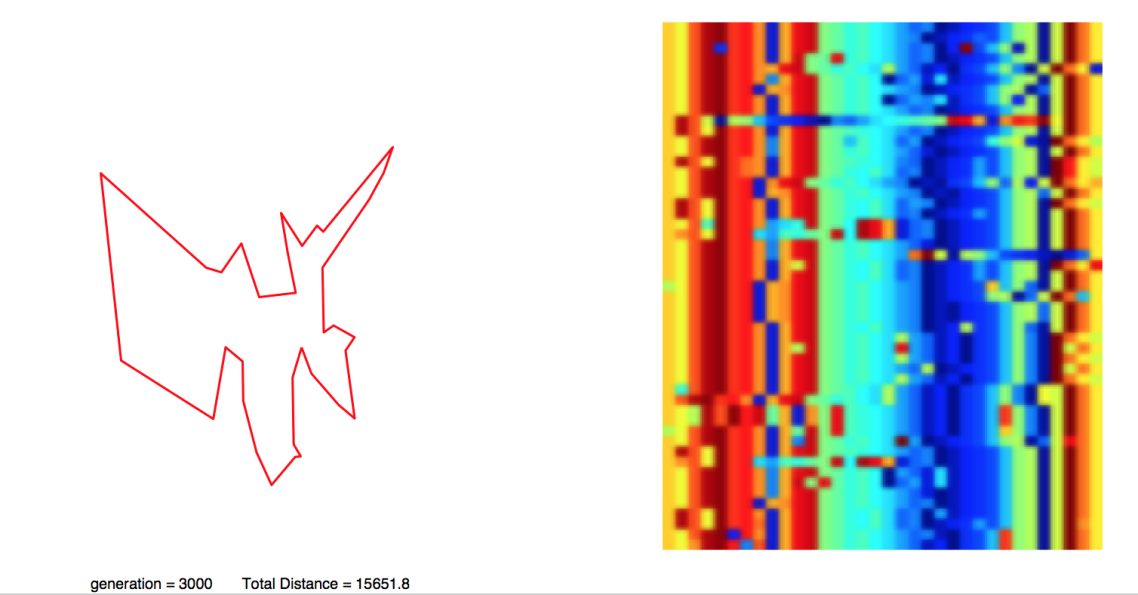 generation = 3000 Total Distance = 15651.8